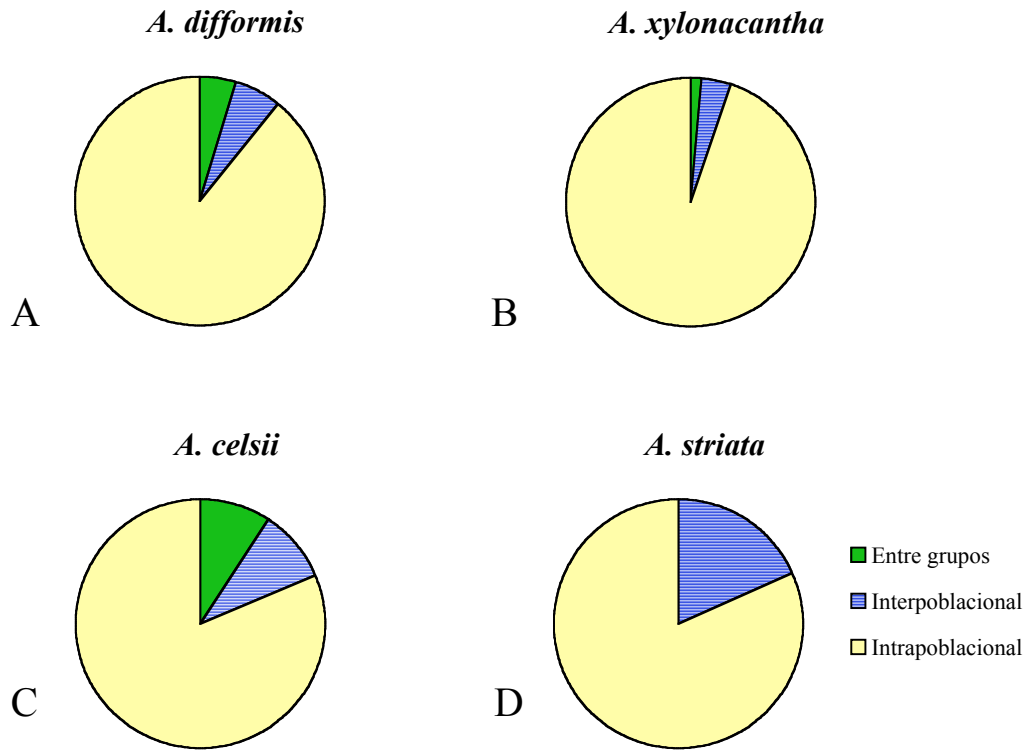 A. difformis
A. xylonacantha
A
B
A. celsii
A. striata
Entre grupos
Interpoblacional
Intrapoblacional
C
D